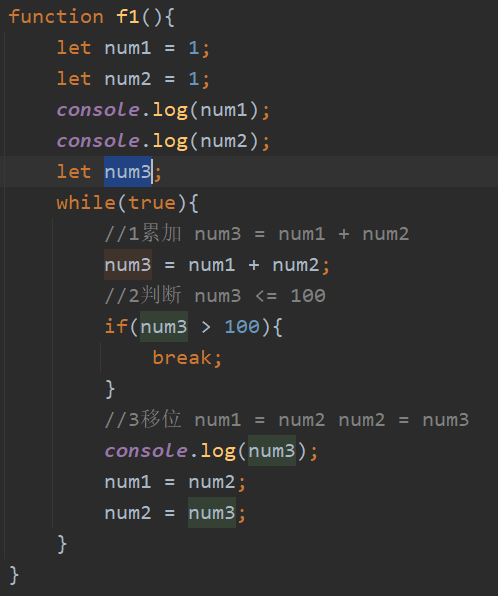 function f1(){
    let num1 = 1;
    let num2 = 1;
    console.log(num1);
    console.log(num2);
    let num3;
    while(true){
        //1累加 num3 = num1 + num2
        num3 = num1 + num2;
        //2判断 num3 <= 100
        if(num3 > 100){
            break;
        }
        //3移位 num1 = num2 num2 = num3
        console.log(num3);
        num1 = num2;
        num2 = num3;
    }
}